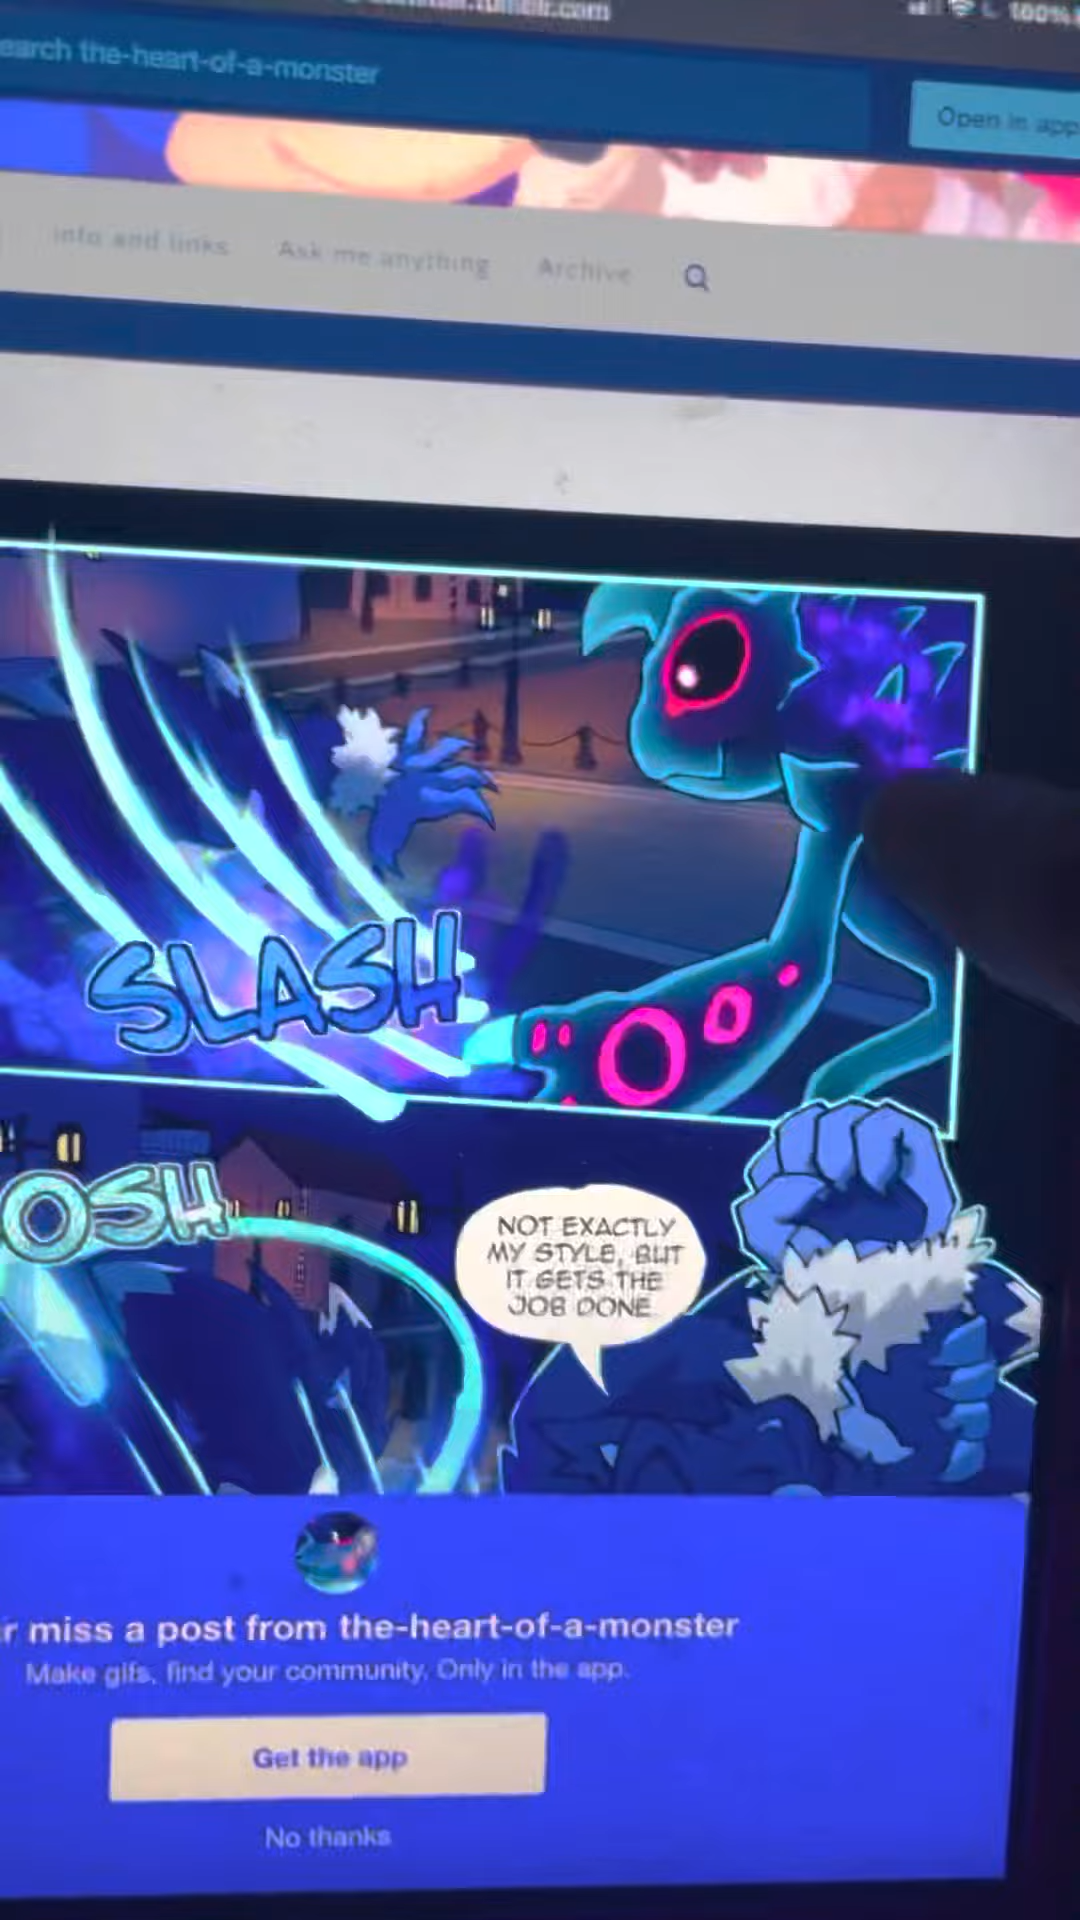 earch the-heart-of-a-monster
Open in app
info and links
Ask me anything
Archive
100%
SLASH
OSH
NOT EXACTLY
MY STYLE, BUT
IT GETS THE
JOB DONE.
r miss a post from the-heart-of-a-monster
Make gifs, find your community. Only in the app.
Get the app
No thanks